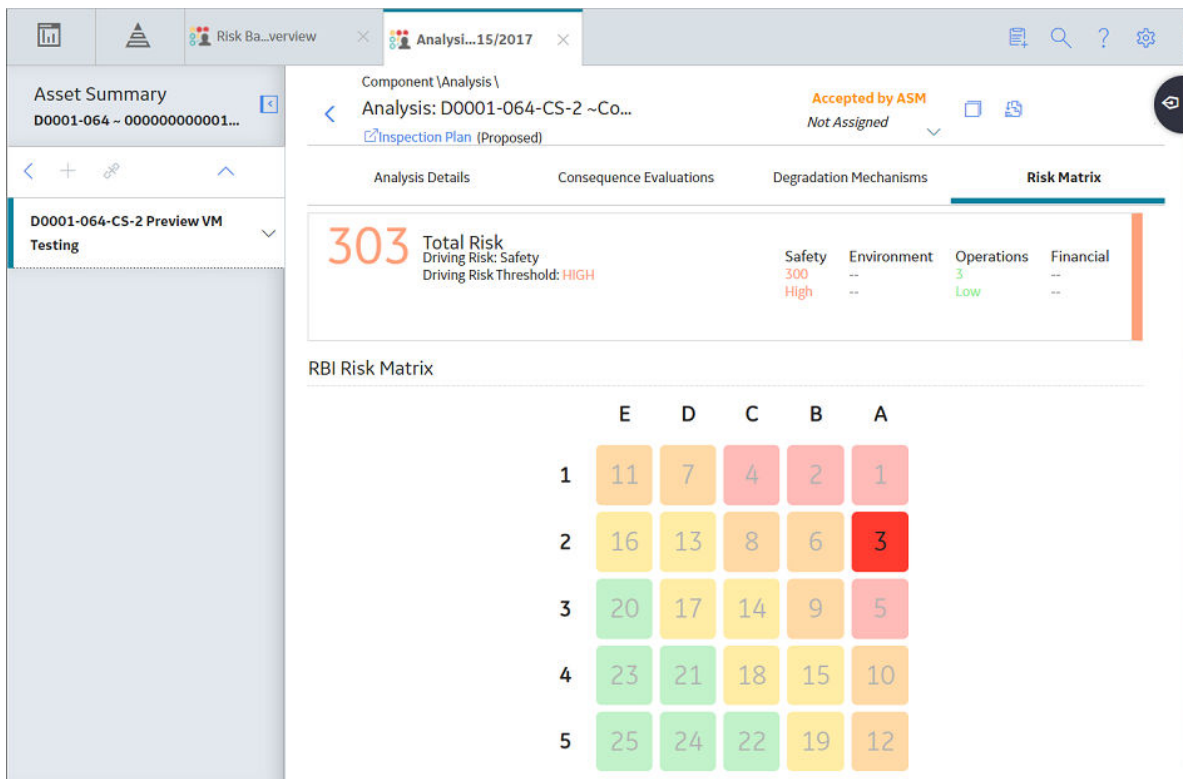 Risk Ba...verview
Analysi...15/2017
Asset Summary
D0001-064 ~ 000000000001...
Component \Analysis \
Analysis: D0001-064-CS-2 ~Co...
Inspection Plan (Proposed)
Accepted by ASM
Not Assigned
D0001-064-CS-2 Preview VM
Testing
Analysis Details Consequence Evaluations Degradation Mechanisms Risk Matrix
303
Total Risk
Driving Risk: Safety
Driving Risk Threshold: HIGH
Safety Environment Operations Financial
300 -- 3 --
High -- Low --
RBI Risk Matrix
E D C B A
1 11 7 4 2 1
2 16 13 8 6 3
3 20 17 14 9 5
4 23 21 18 15 10
5 25 24 22 19 12